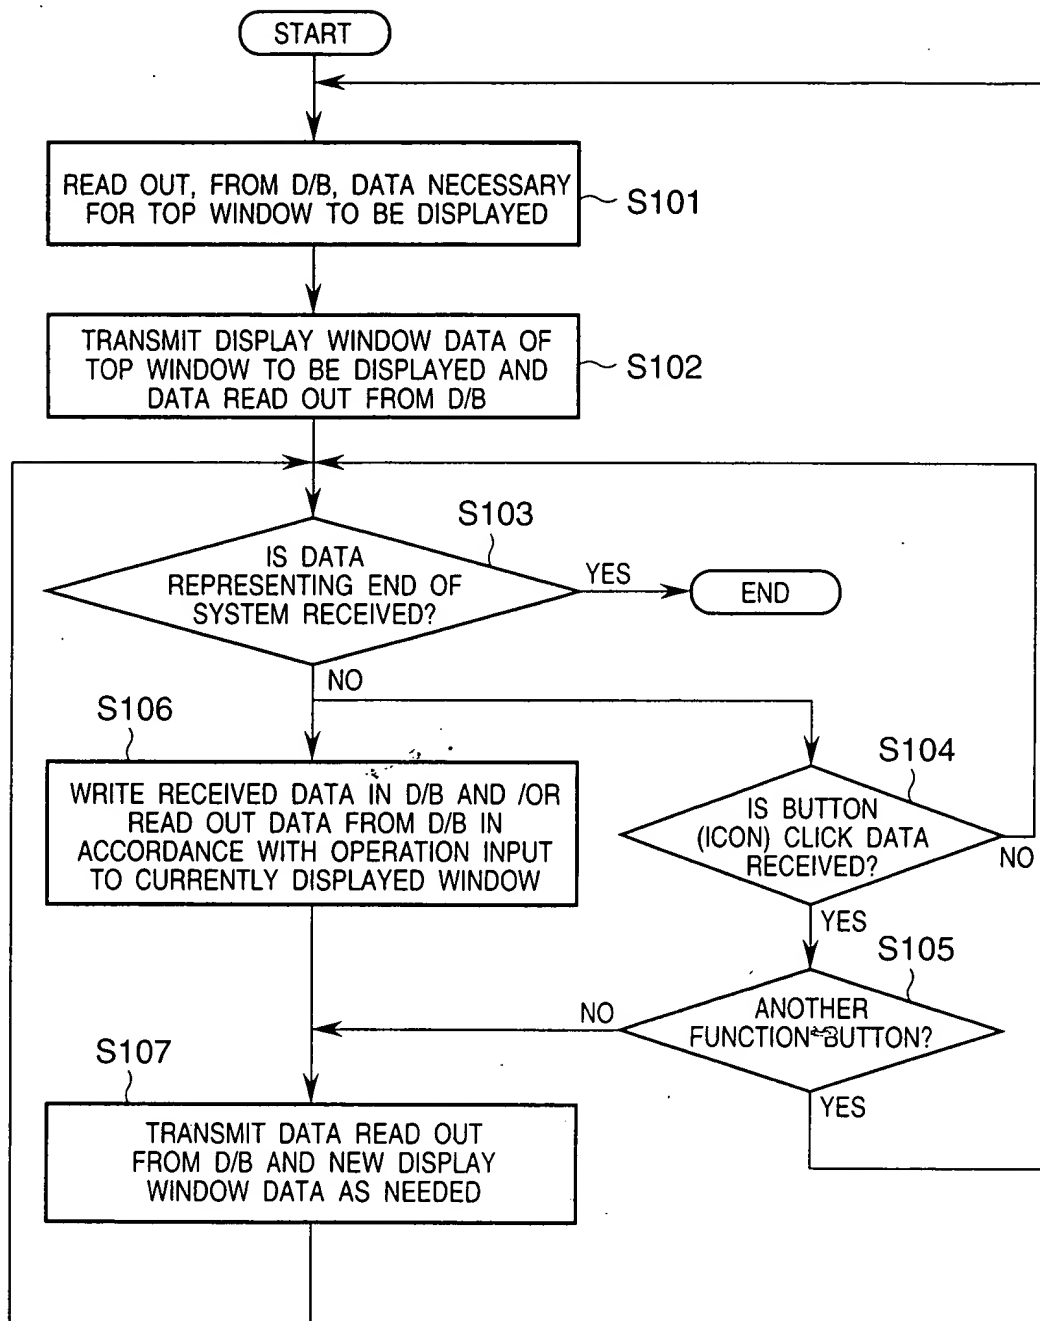 START
READ OUT, FROM D/B, DATA NECESSARY
FOR TOP WINDOW TO BE DISPLAYED
S101
TRANSMIT DISPLAY WINDOW DATA OF
TOP WINDOW TO BE DISPLAYED AND
DATA READ OUT FROM D/B
S102
S103
IS DATA
REPRESENTING END OF
SYSTEM RECEIVED?
YES
END
NO
S106
WRITE RECEIVED DATA IN D/B AND /OR
READ OUT DATA FROM D/B IN
ACCORDANCE WITH OPERATION INPUT
TO CURRENTLY DISPLAYED WINDOW
S104
IS BUTTON
(ICON) CLICK DATA
RECEIVED?
NO
YES
S105
ANOTHER
FUNCTION BUTTON?
NO
YES
S107
TRANSMIT DATA READ OUT
FROM D/B AND NEW DISPLAY
WINDOW DATA AS NEEDED